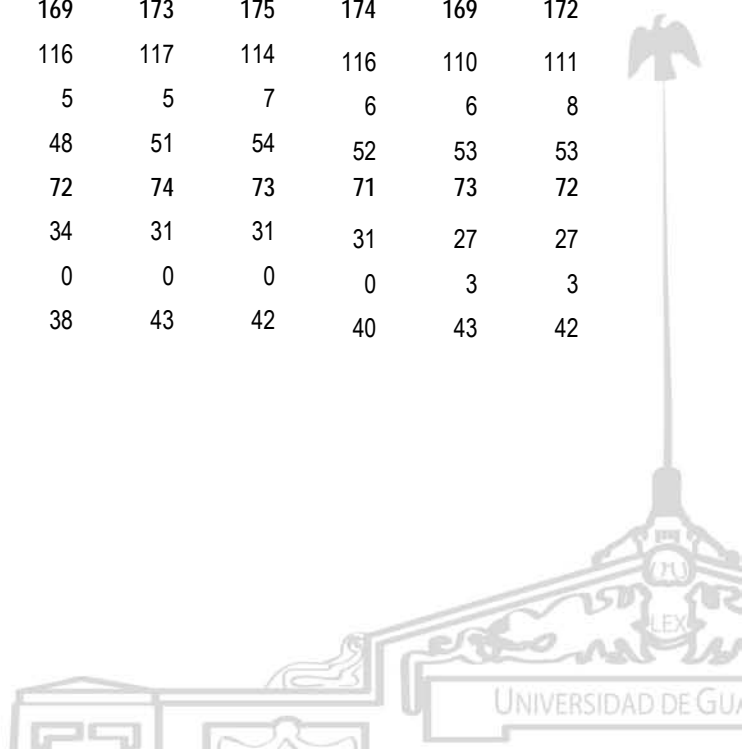 169 173 175 174 169 172
116 117 114 116 110 111
5 5 7 6 6 8
48 51 54 52 53 53
72 74 73 71 73 72
34 31 31 31 27 27
0 0 0 0 3 3
38 43 42 40 43 42
LEX
UNIVERSIDAD DE GUA